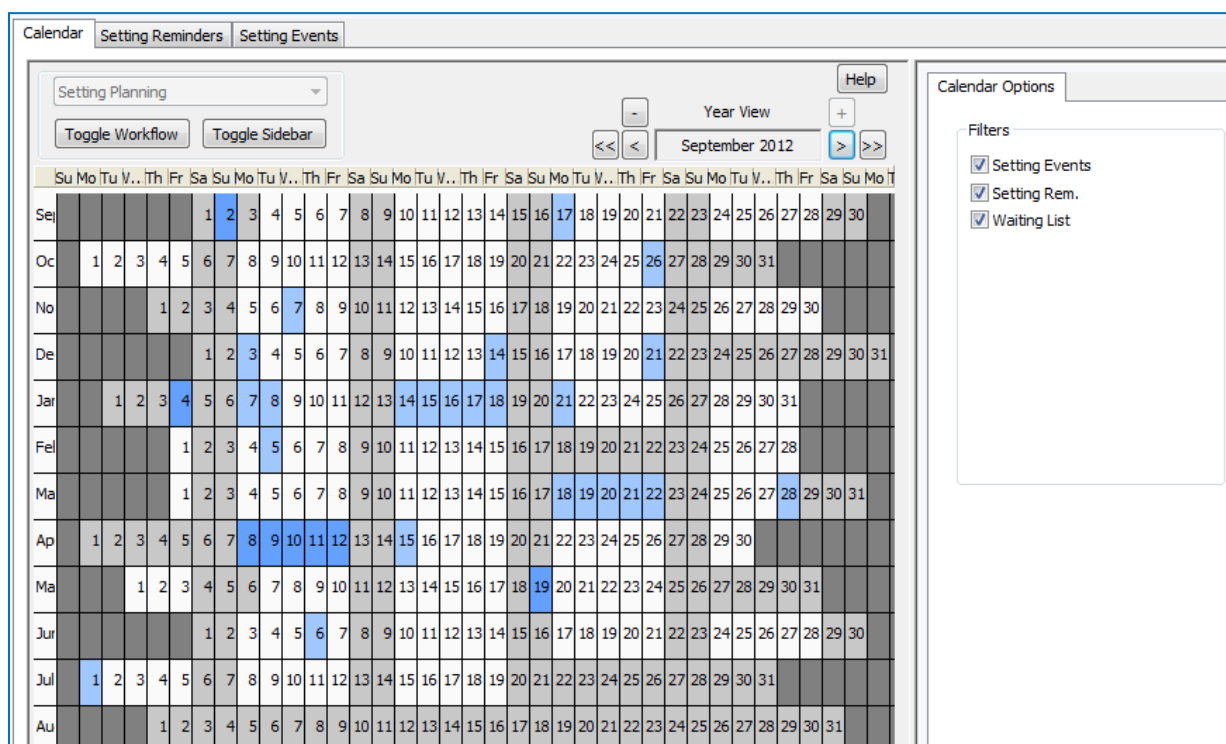 Calendar Setting Reminders Setting Events
Help
Calendar Options
Setting Planning
- Year View +
Filters
Toggle Workflow Toggle Sidebar
<< < September 2012 > >>
Setting Events
Setting Rem.
Waiting List
Su Mo Tu W.. Th Fr Sa Su Mo Tu W.. Th Fr Sa Su Mo Tu W.. Th Fr Sa Su Mo Tu W.. Th Fr Sa Su Mo Tu W.. Th Fr Sa Su Mo T
Sep 1 2 3 4 5 6 7 8 9 10 11 12 13 14 15 16 17 18 19 20 21 22 23 24 25 26 27 28 29 30
Oc 1 2 3 4 5 6 7 8 9 10 11 12 13 14 15 16 17 18 19 20 21 22 23 24 25 26 27 28 29 30 31
No 1 2 3 4 5 6 7 8 9 10 11 12 13 14 15 16 17 18 19 20 21 22 23 24 25 26 27 28 29 30
De 1 2 3 4 5 6 7 8 9 10 11 12 13 14 15 16 17 18 19 20 21 22 23 24 25 26 27 28 29 30 31
Jan 1 2 3 4 5 6 7 8 9 10 11 12 13 14 15 16 17 18 19 20 21 22 23 24 25 26 27 28 29 30 31
Fel 1 2 3 4 5 6 7 8 9 10 11 12 13 14 15 16 17 18 19 20 21 22 23 24 25 26 27 28
Ma 1 2 3 4 5 6 7 8 9 10 11 12 13 14 15 16 17 18 19 20 21 22 23 24 25 26 27 28 29 30 31
Ap 1 2 3 4 5 6 7 8 9 10 11 12 13 14 15 16 17 18 19 20 21 22 23 24 25 26 27 28 29 30
Ma 1 2 3 4 5 6 7 8 9 10 11 12 13 14 15 16 17 18 19 20 21 22 23 24 25 26 27 28 29 30 31
Jur 1 2 3 4 5 6 7 8 9 10 11 12 13 14 15 16 17 18 19 20 21 22 23 24 25 26 27 28 29 30
Jul 1 2 3 4 5 6 7 8 9 10 11 12 13 14 15 16 17 18 19 20 21 22 23 24 25 26 27 28 29 30 31
Au 1 2 3 4 5 6 7 8 9 10 11 12 13 14 15 16 17 18 19 20 21 22 23 24 25 26 27 28 29 30 31